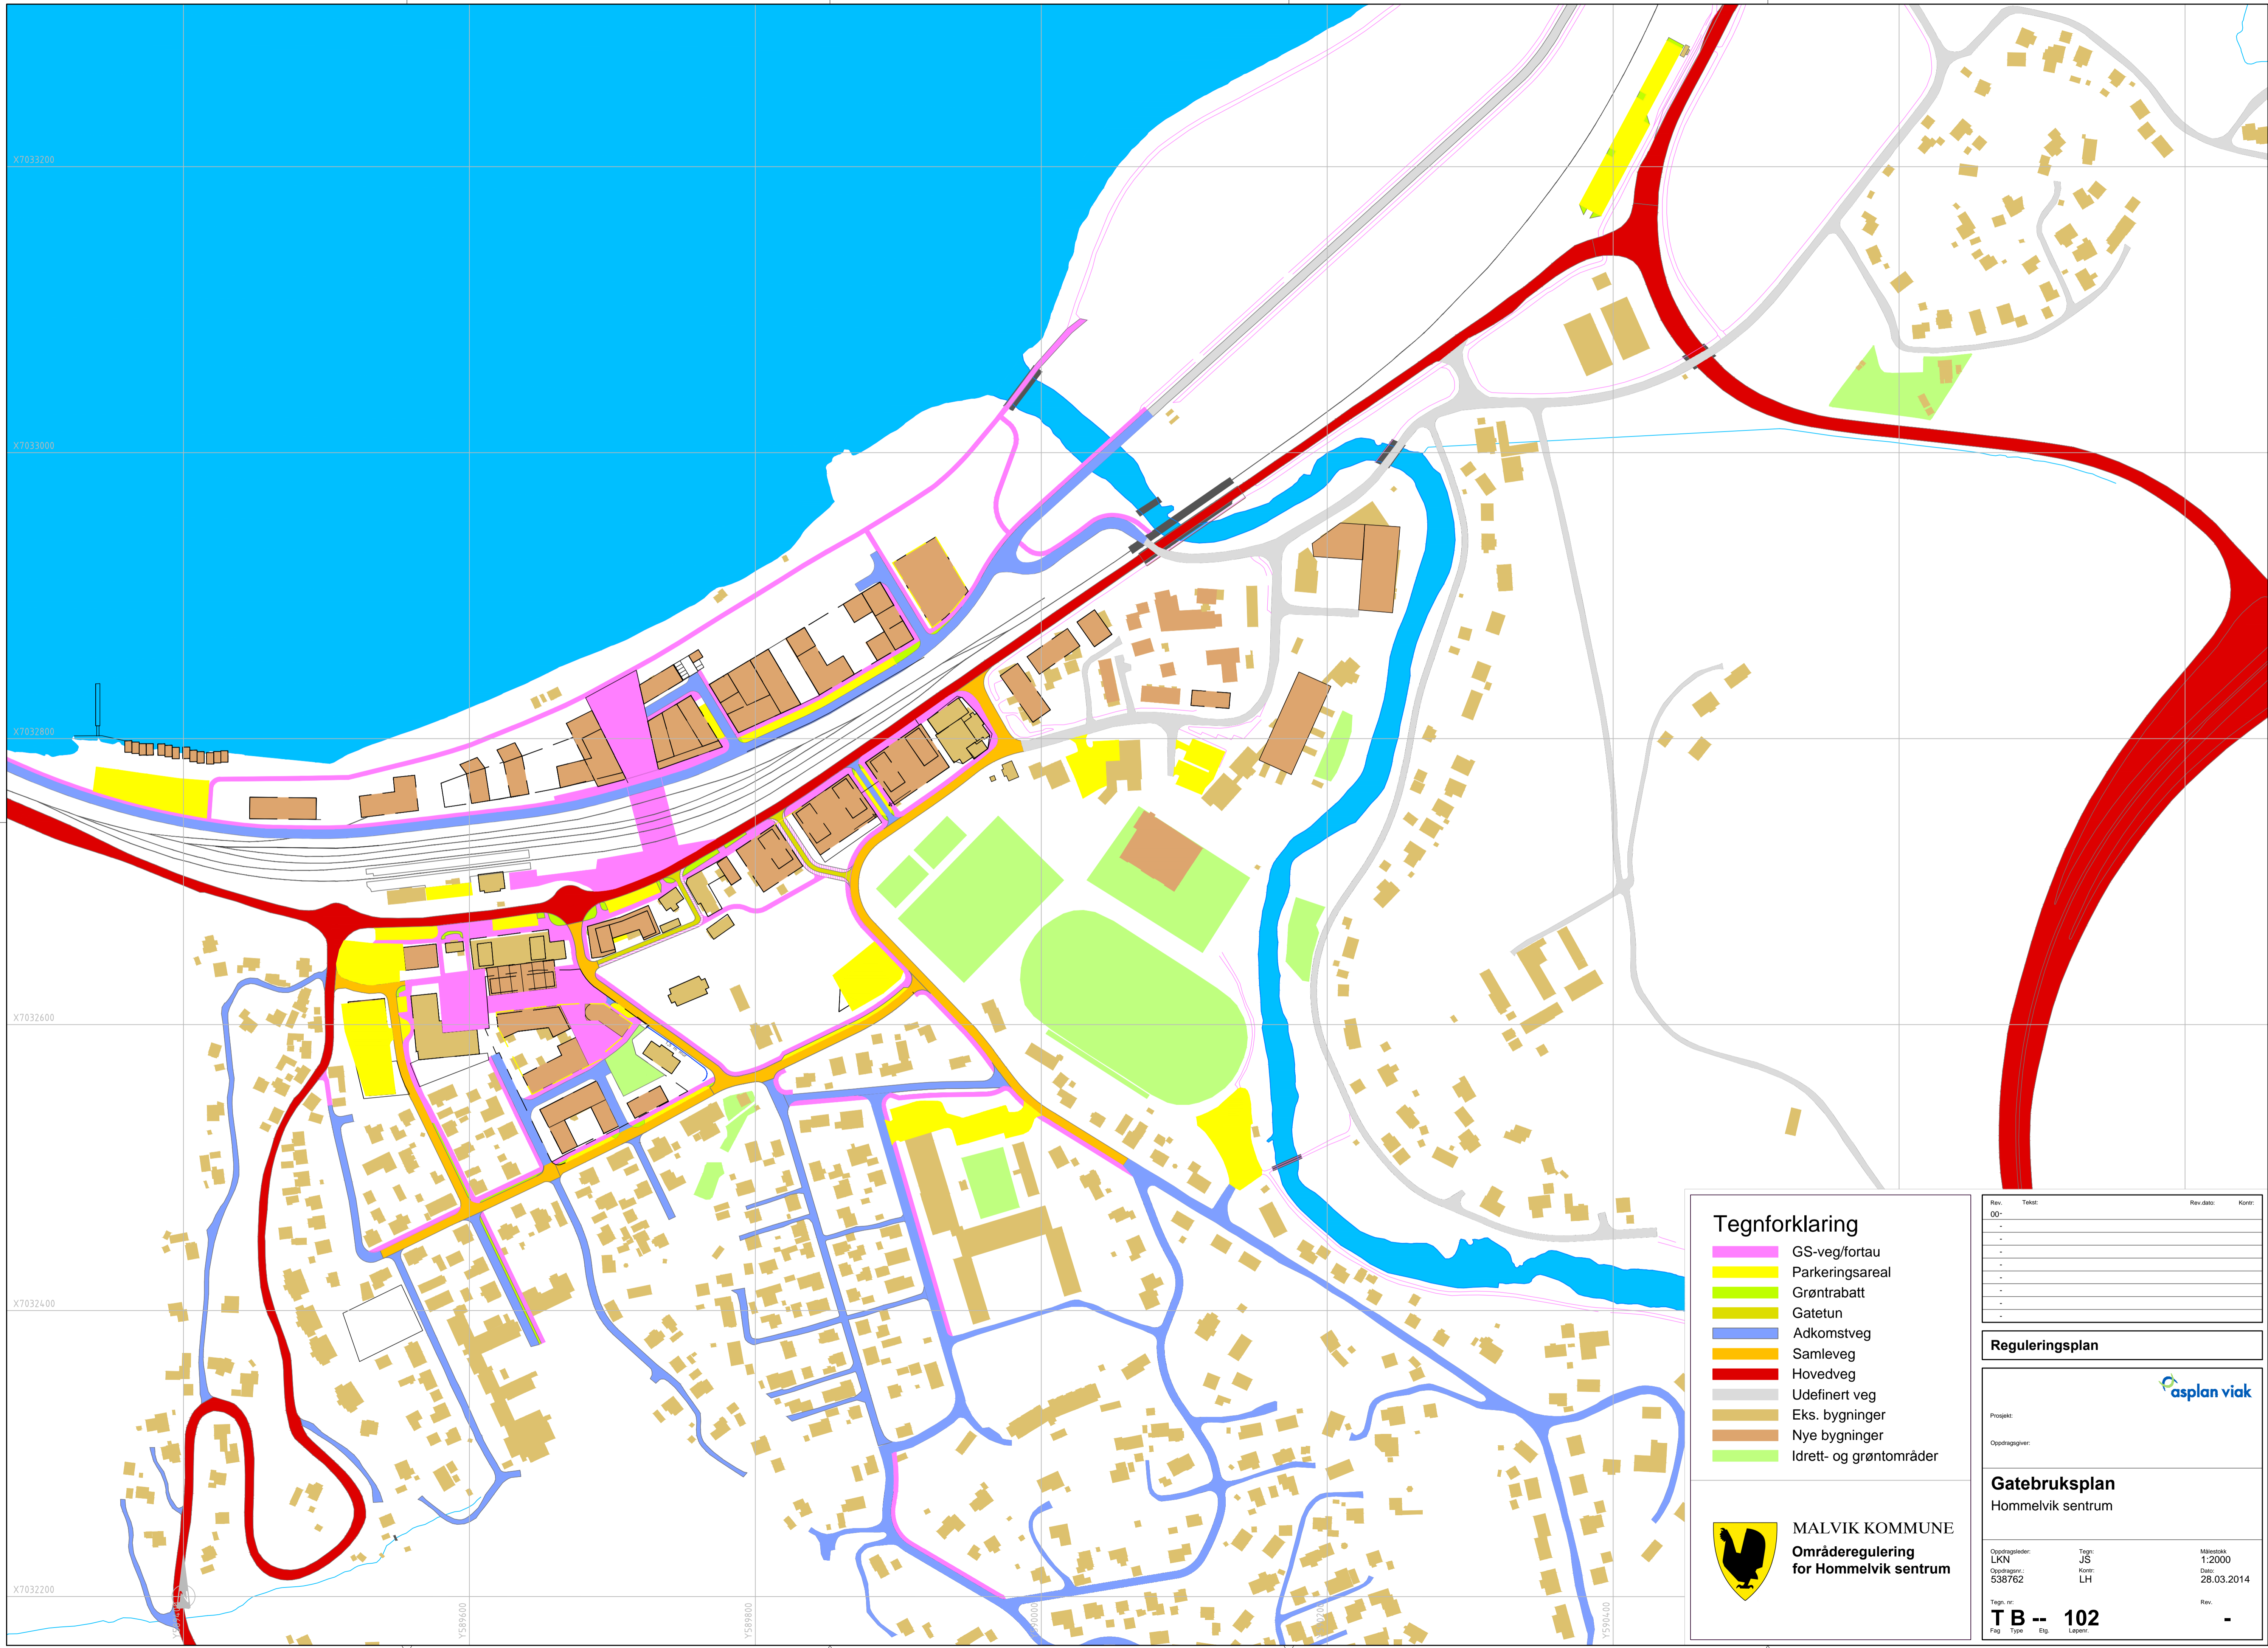 X7033200
X7033000
X7032800
X7032600
X7032400
X7032200
Y589600
Y589800
Y590400
Tegnforklaring
GS-veg/fortau
Parkeringsareal
Grøntrabatt
Gatetun
Adkomstveg
Samleveg
Hovedveg
Udefinert veg
Eks. bygninger
Nye bygninger
Idrett- og grøntområder
MALVIK KOMMUNE
Områderegulering
for Hommelvik sentrum
Rev. Tekst: Rev.dato: Kontr:
00-
-
-
-
-
-
-
-
-
Reguleringsplan
asplan viak
Prosjekt:
Oppdragsgiver:
Gatebruksplan
Hommelvik sentrum
Oppdragsleder: Tegn: Målestokk
LKN JS 1:2000
Oppdragsnr.: Kontr: Dato:
538762 LH 28.03.2014
Tegn. nr: Rev.
T B -- 102 -
Fag Type Etg. Løpenr.